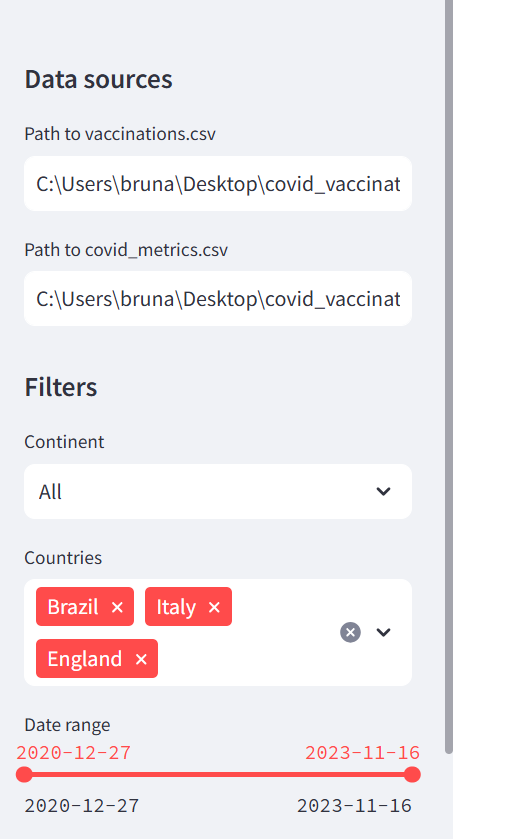 Data sources
Path to vaccinations.csv
C:\Users\bruna\Desktop\covid_vaccinat
Path to covid_metrics.csv
C:\Users\bruna\Desktop\covid_vaccinat
Filters
Continent
All
Countries
Brazil × Italy ×
England ×
Date range
2020-12-27 2023-11-16
2020-12-27 2023-11-16